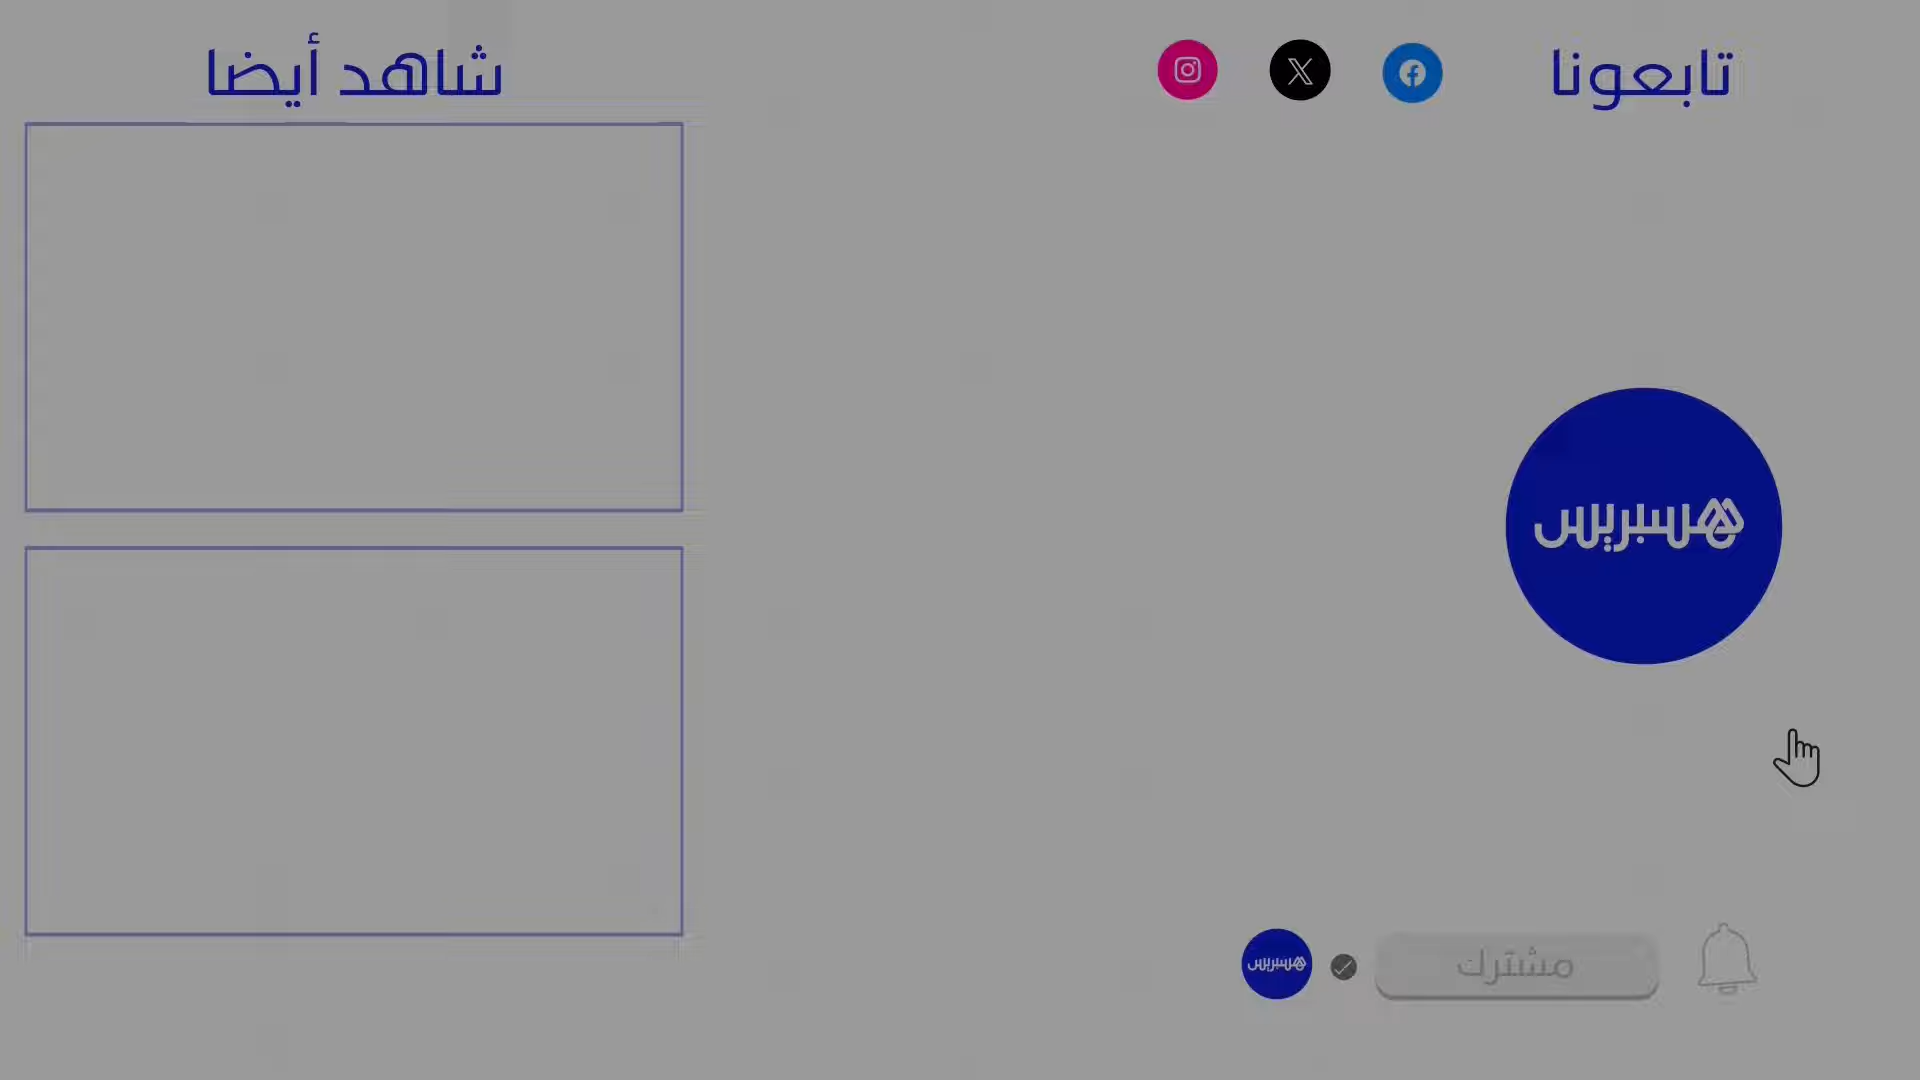 تابعونا
شاهد أيضا
هسبريس
هسبريس
مشترك